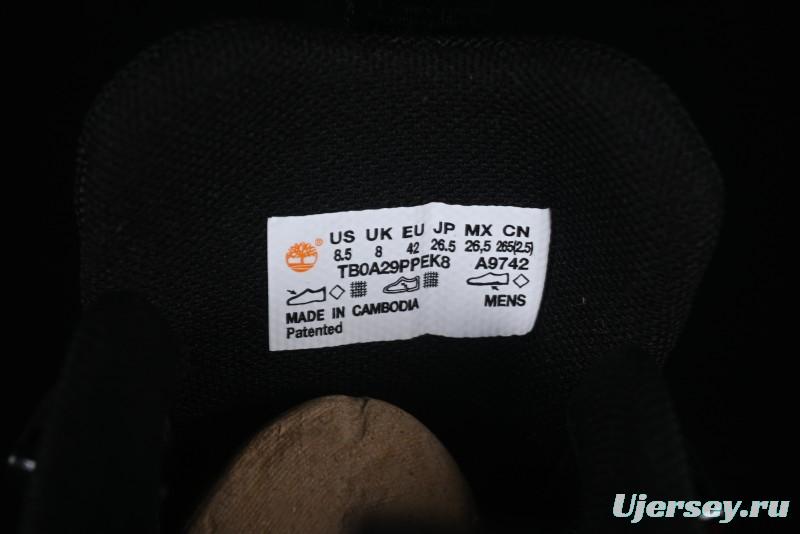 US UK EU JP MX CN
8.5 8 42 26.5 26,5 265(2.5)
TB0A29PPEK8 A9742
MENS
MADE IN CAMBODIA
Patented
Ujersey.ru